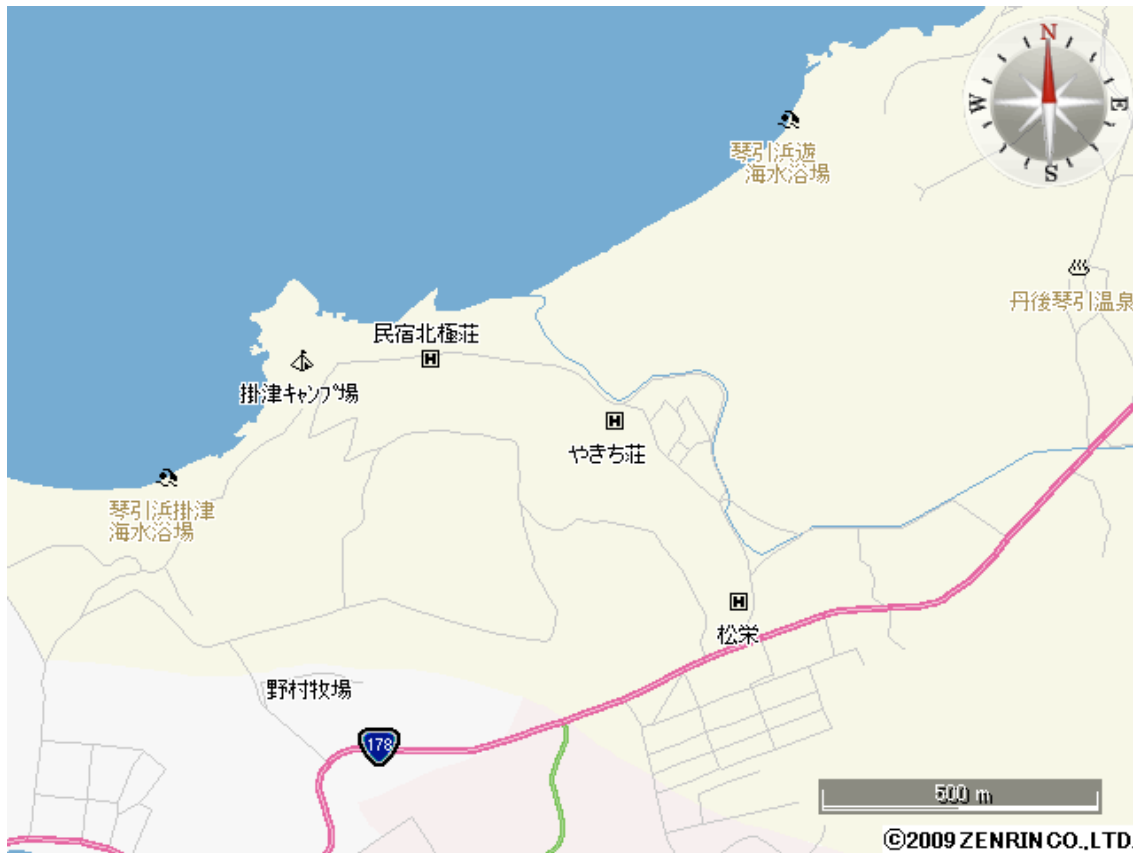 N
W
E
S
琴引浜遊
海水浴場
丹後琴引温泉
民宿北極荘
掛津キャンプ場
やきち荘
琴引浜掛津
海水浴場
松栄
野村牧場
178
500 m
©2009 ZENRIN CO., LTD.